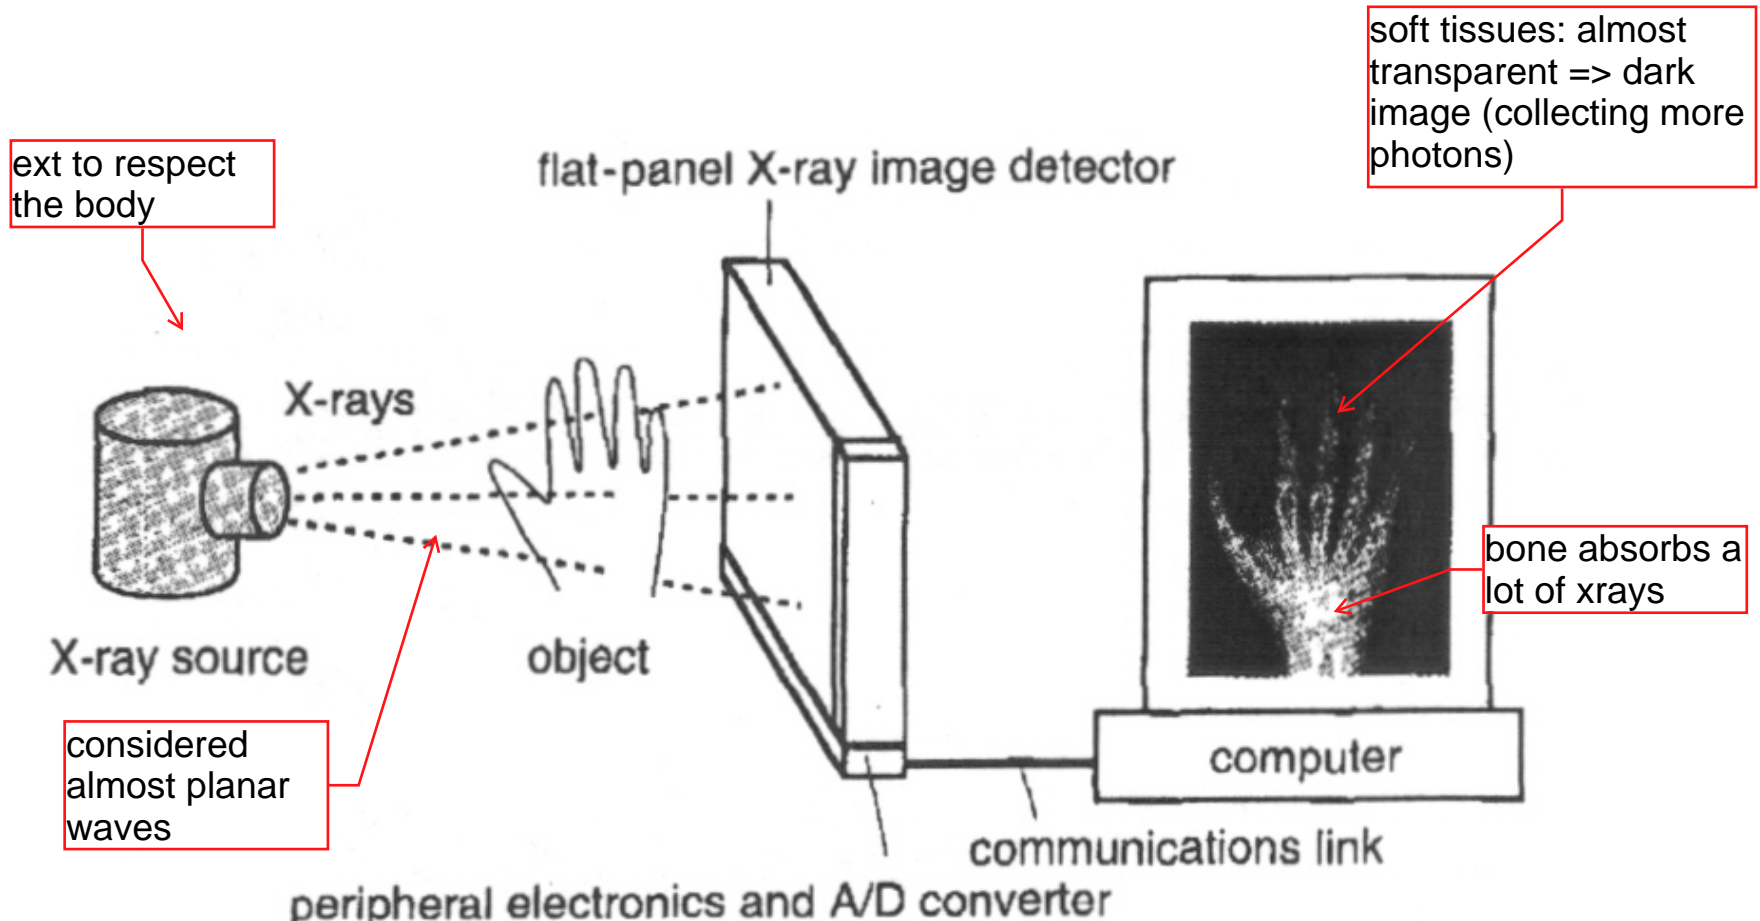 soft tissues: almost
transparent => dark
image (collecting more
photons)
ext to respect
the body
flat-panel X-ray image detector
X-rays
bone absorbs a
lot of xrays
X-ray source
object
considered
almost planar
waves
computer
communications link
peripheral electronics and A/D converter